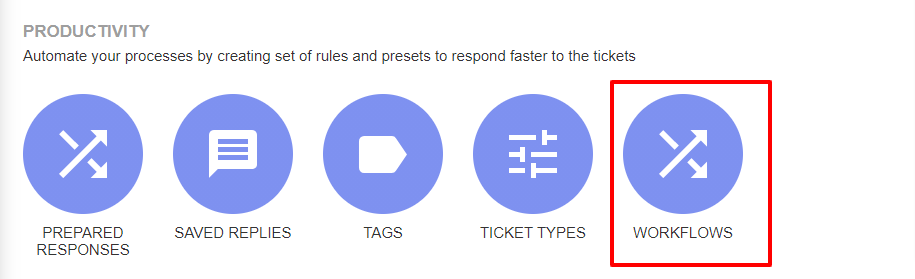 PRODUCTIVITY
Automate your processes by creating set of rules and presets to respond faster to the tickets
PREPARED
RESPONSES
SAVED REPLIES
TAGS
TICKET TYPES
WORKFLOWS